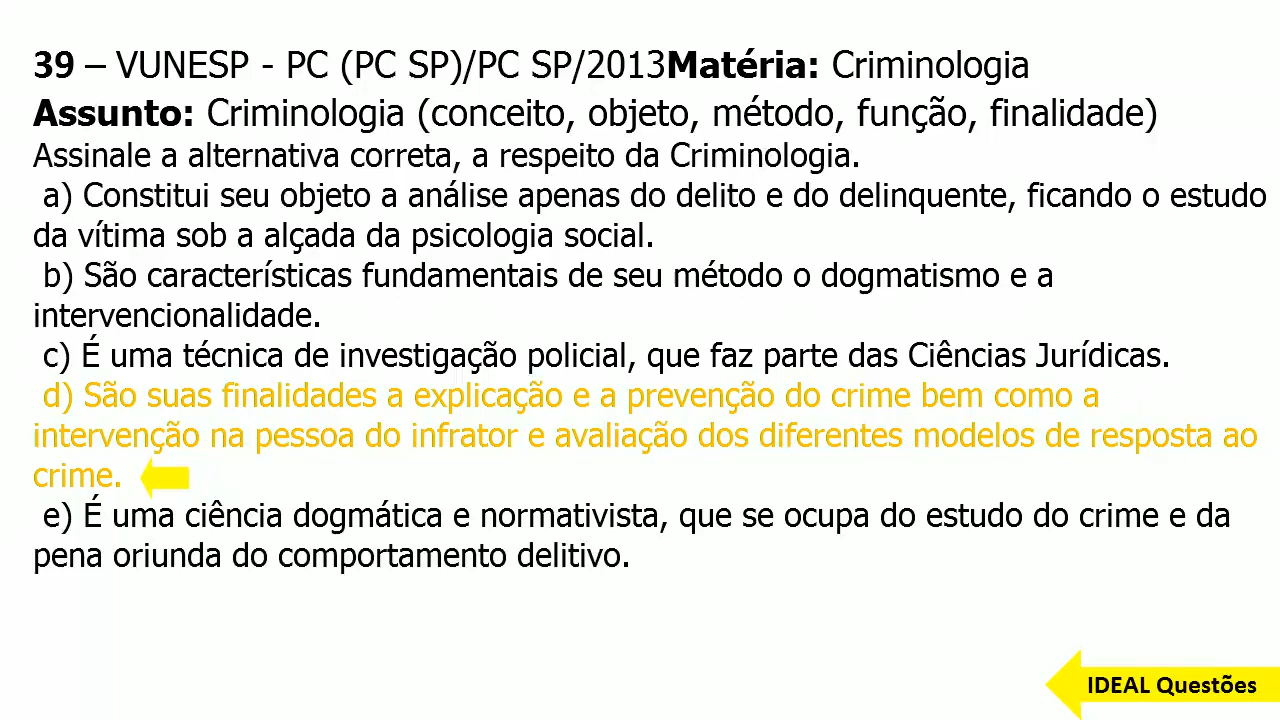 39 – VUNESP - PC (PC SP)/PC SP/2013Matéria: Criminologia
Assunto: Criminologia (conceito, objeto, método, função, finalidade)
Assinale a alternativa correta, a respeito da Criminologia.
a) Constitui seu objeto a análise apenas do delito e do delinquente, ficando o estudo
da vítima sob a alçada da psicologia social.
b) São características fundamentais de seu método o dogmatismo e a
intervencionalidade.
c) É uma técnica de investigação policial, que faz parte das Ciências Jurídicas.
d) São suas finalidades a explicação e a prevenção do crime bem como a
intervenção na pessoa do infrator e avaliação dos diferentes modelos de resposta ao
crime.
e) É uma ciência dogmática e normativista, que se ocupa do estudo do crime e da
pena oriunda do comportamento delitivo.
IDEAL Questões